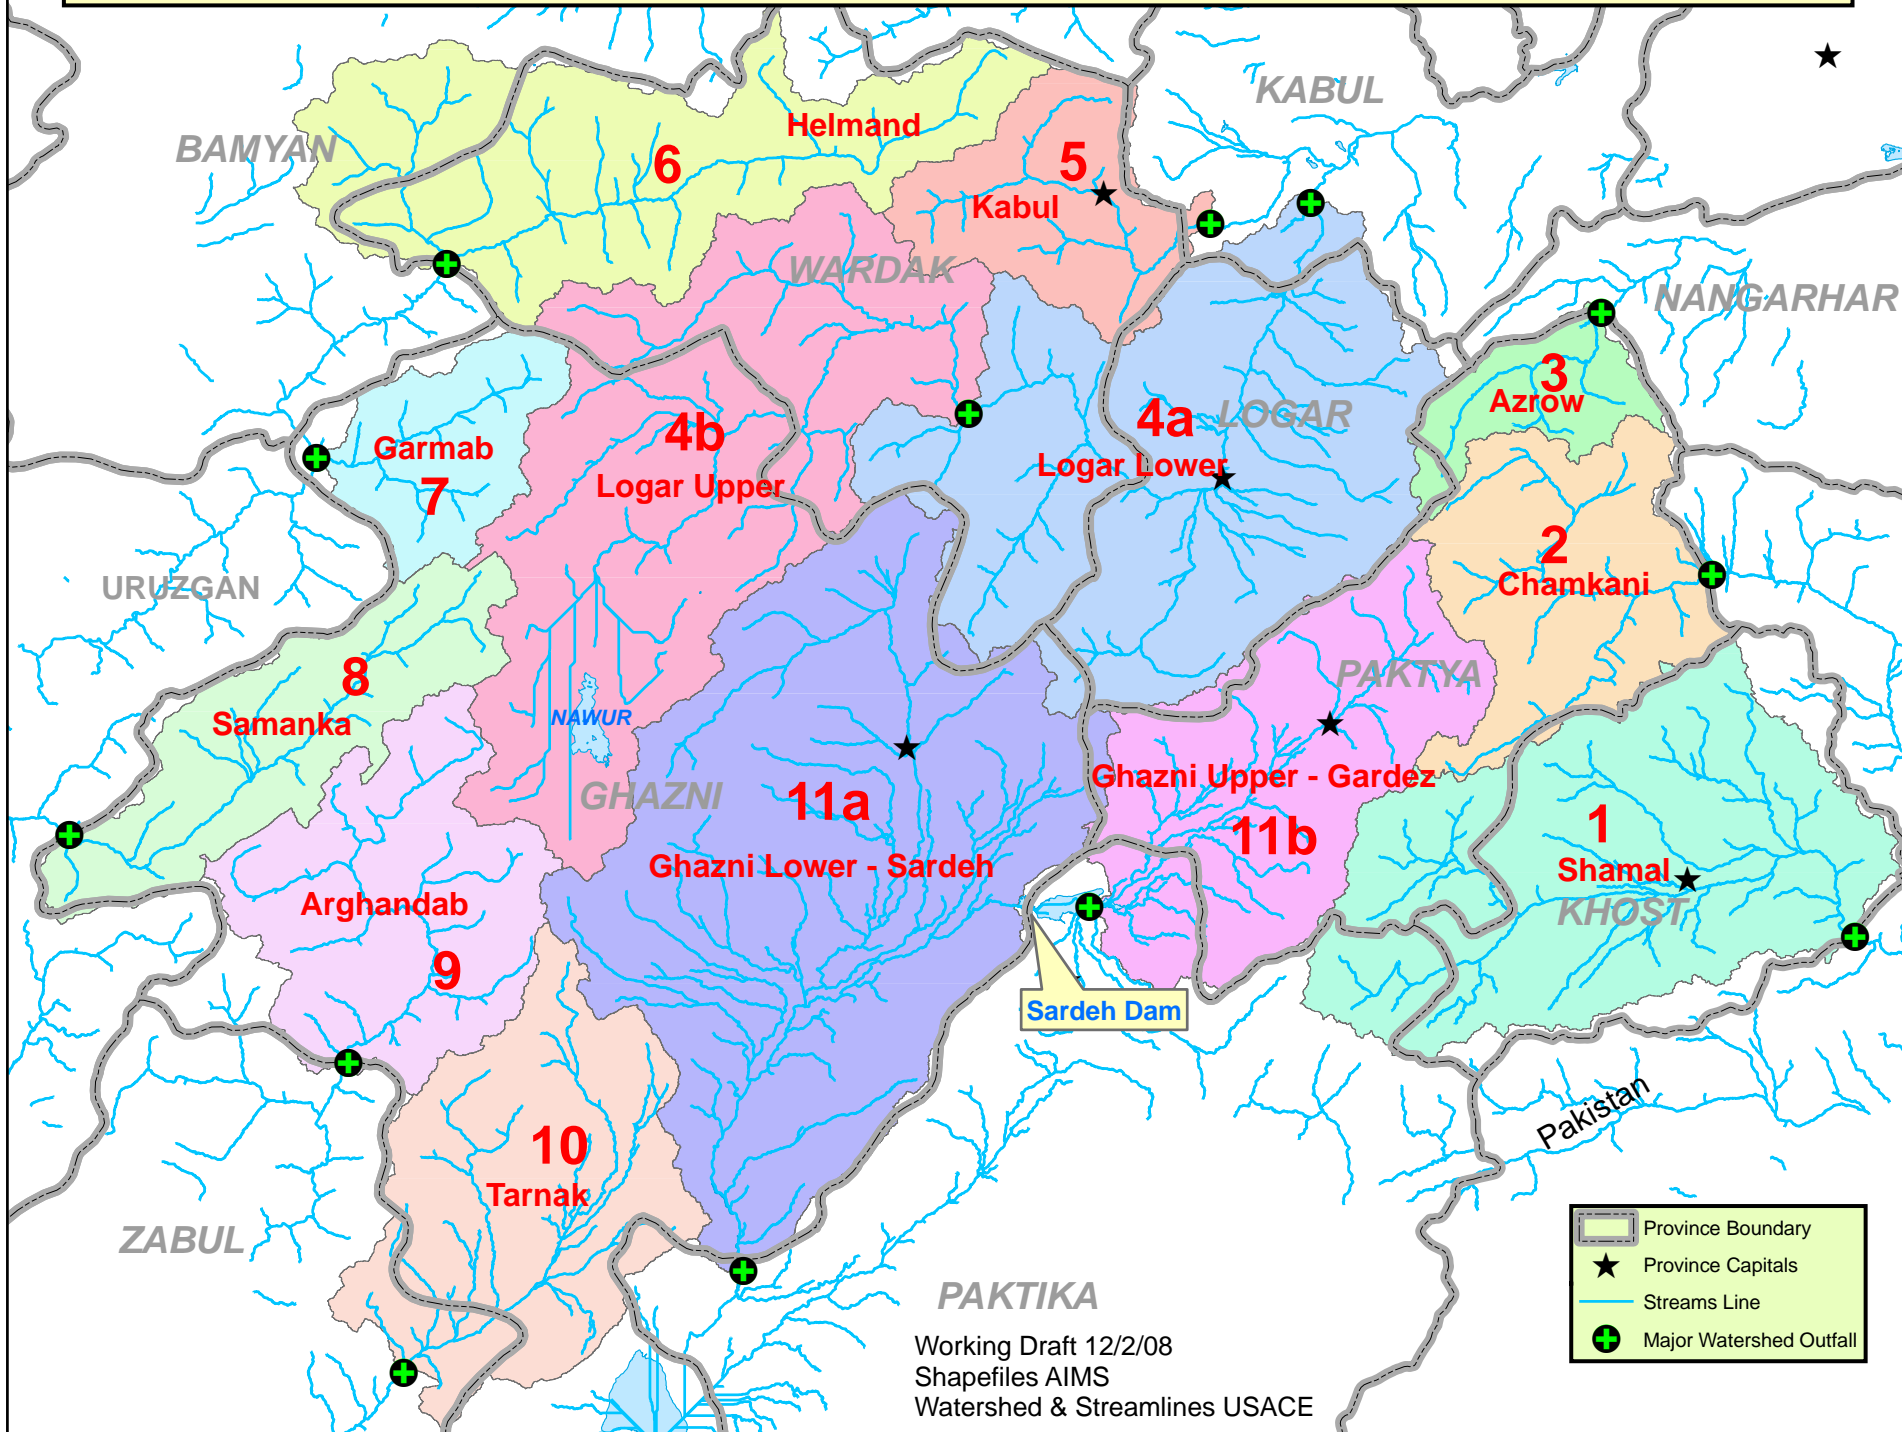 KABUL
BAMYAN
Helmand
6
5
Kabul
WARDAK
NANGARHAR
3
Azrow
4a
LOGAR
4b
Garmab
7
Logar Lower
Logar Upper
2
Chamkani
URUZGAN
8
Samanka
PAKTYA
NAWUR
GHAZNI
11a
Ghazni Upper - Gardez
11b
1
Shamal
KHOST
Ghazni Lower - Sardeh
Arghandab
9
Sardeh Dam
Pakistan
10
Tarnak
ZABUL
PAKTIKA
Working Draft 12/2/08
Shapefiles AIMS
Watershed & Streamlines USACE
Province Boundary
Province Capitals
Streams Line
Major Watershed Outfall